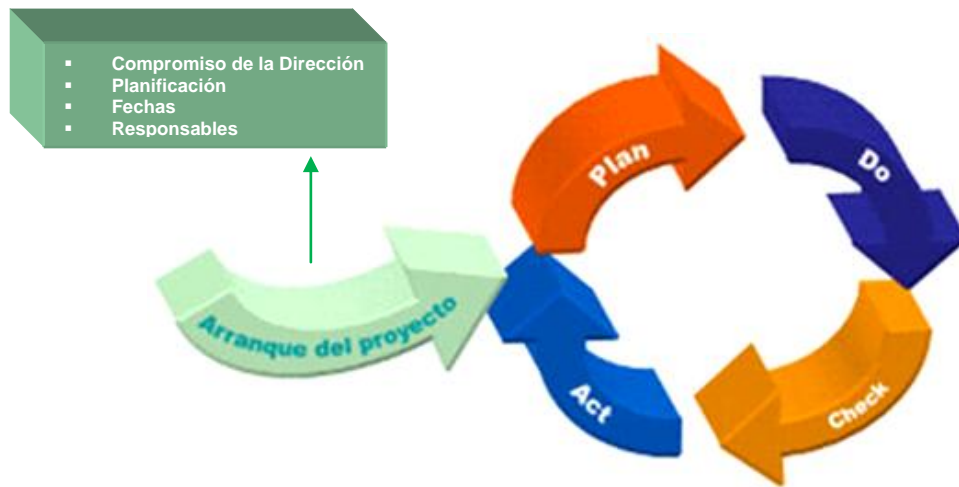 Compromiso de la Dirección
Planificación
Fechas
Responsables
Plan
Do
Arranque del proyecto
Act
Check